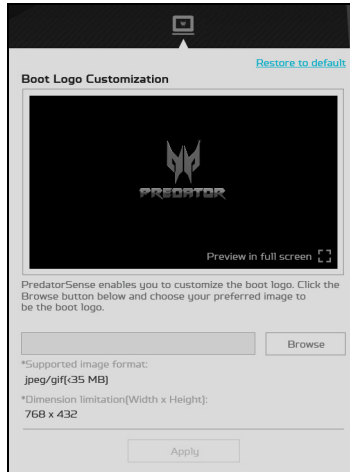 Restore to default
Boot Logo Customization
PREDATOR
Preview in full screen
PredatorSense enables you to customize the boot logo. Click the
Browse button below and choose your preferred image to
be the boot logo.
Browse
*Supported image format:
jpeg/gif(<35 MB)
*Dimension limitation(Width x Height):
768 x 432
Apply